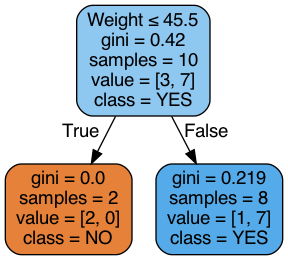 Weight ≤ 45.5
gini = 0.42
samples = 10
value = [3, 7]
class = YES
True
False
gini = 0.0
samples = 2
value = [2, 0]
class = NO
gini = 0.219
samples = 8
value = [1, 7]
class = YES